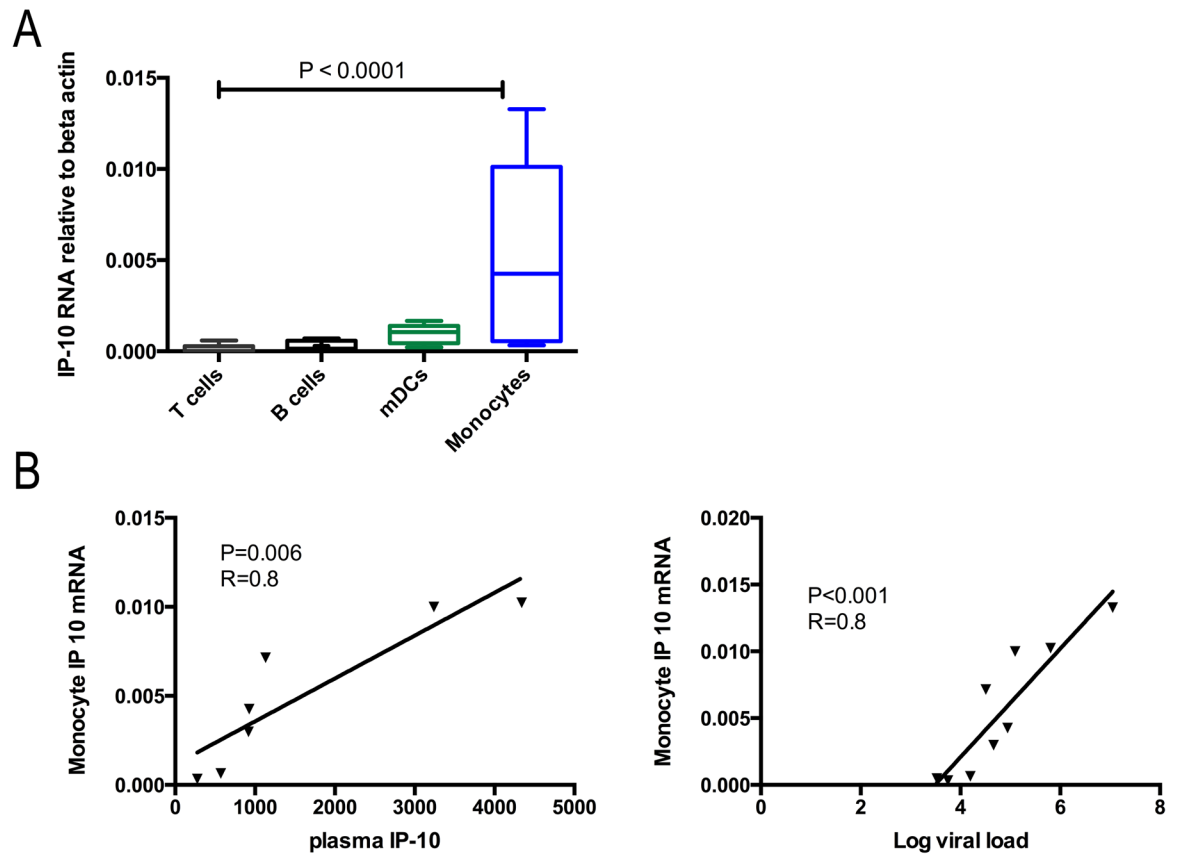 A
P < 0.0001
IP-10 RNA relative to beta actin
0.015
0.010
0.005
0.000
T cells
B cells
mDCs
Monocytes
B
Monocyte IP 10 mRNA
0.015
0.010
0.005
0.000
P=0.006
R=0.8
0 1000 2000 3000 4000 5000
plasma IP-10
Monocyte IP 10 mRNA
0.020
0.015
0.010
0.005
0.000
P<0.001
R=0.8
0 2 4 6 8
Log viral load